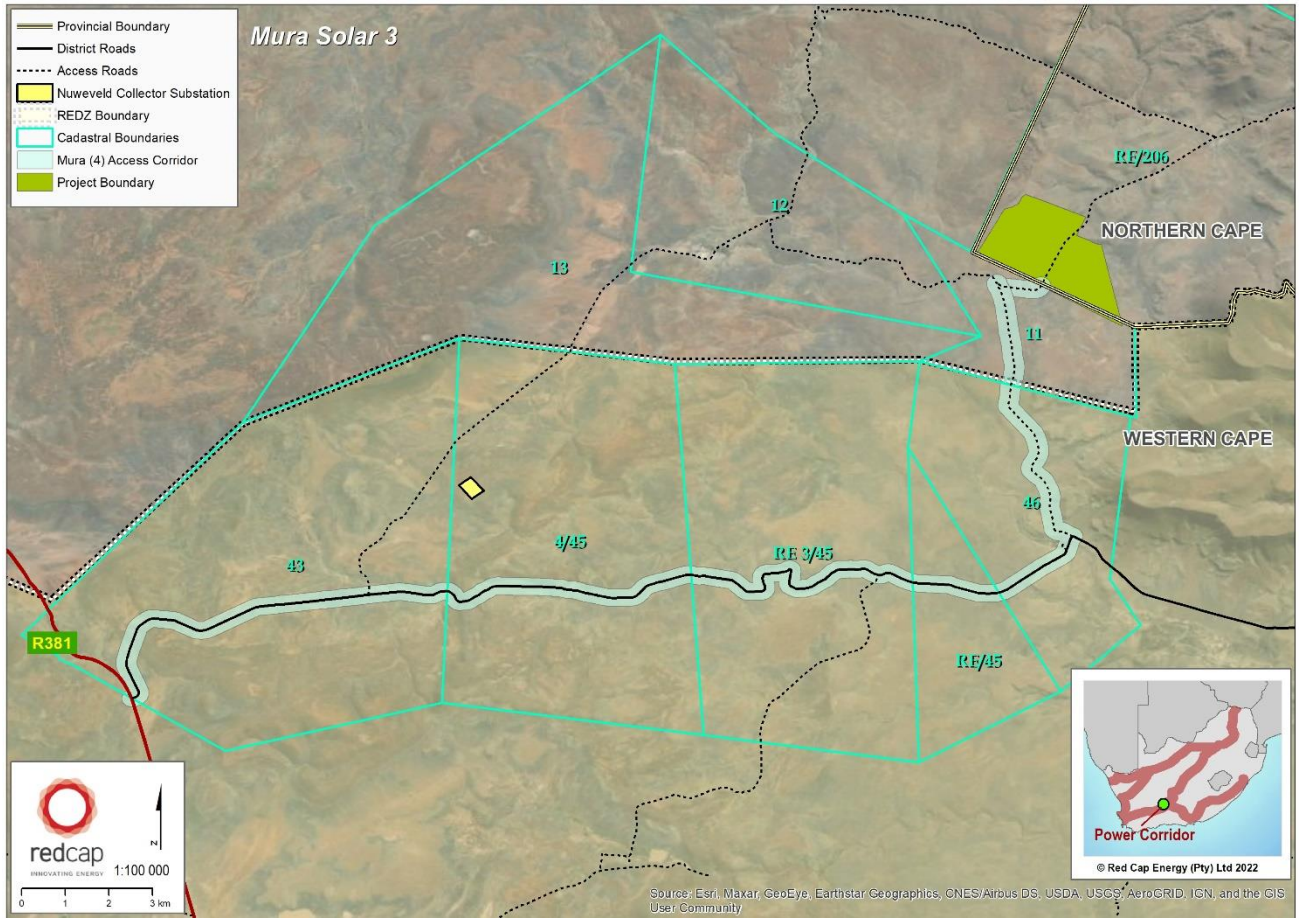 Mura Solar 3
Provincial Boundary
District Roads
Access Roads
Nuweveld Collector Substation
REDZ Boundary
Cadastral Boundaries
Mura (4) Access Corridor
Project Boundary
RE/206
12
NORTHERN CAPE
13
11
WESTERN CAPE
46
4/45
RE 3/45
43
R381
RE/45
redcap
INNOVATING ENERGY
N
1:100 000
0 1 2 3 km
Power Corridor
© Red Cap Energy (Pty) Ltd 2022
Source: Esri, Maxar, GeoEye, Earthstar Geographics, CNES/Airbus DS, USDA, USGS, AeroGRID, IGN, and the GIS
User Community